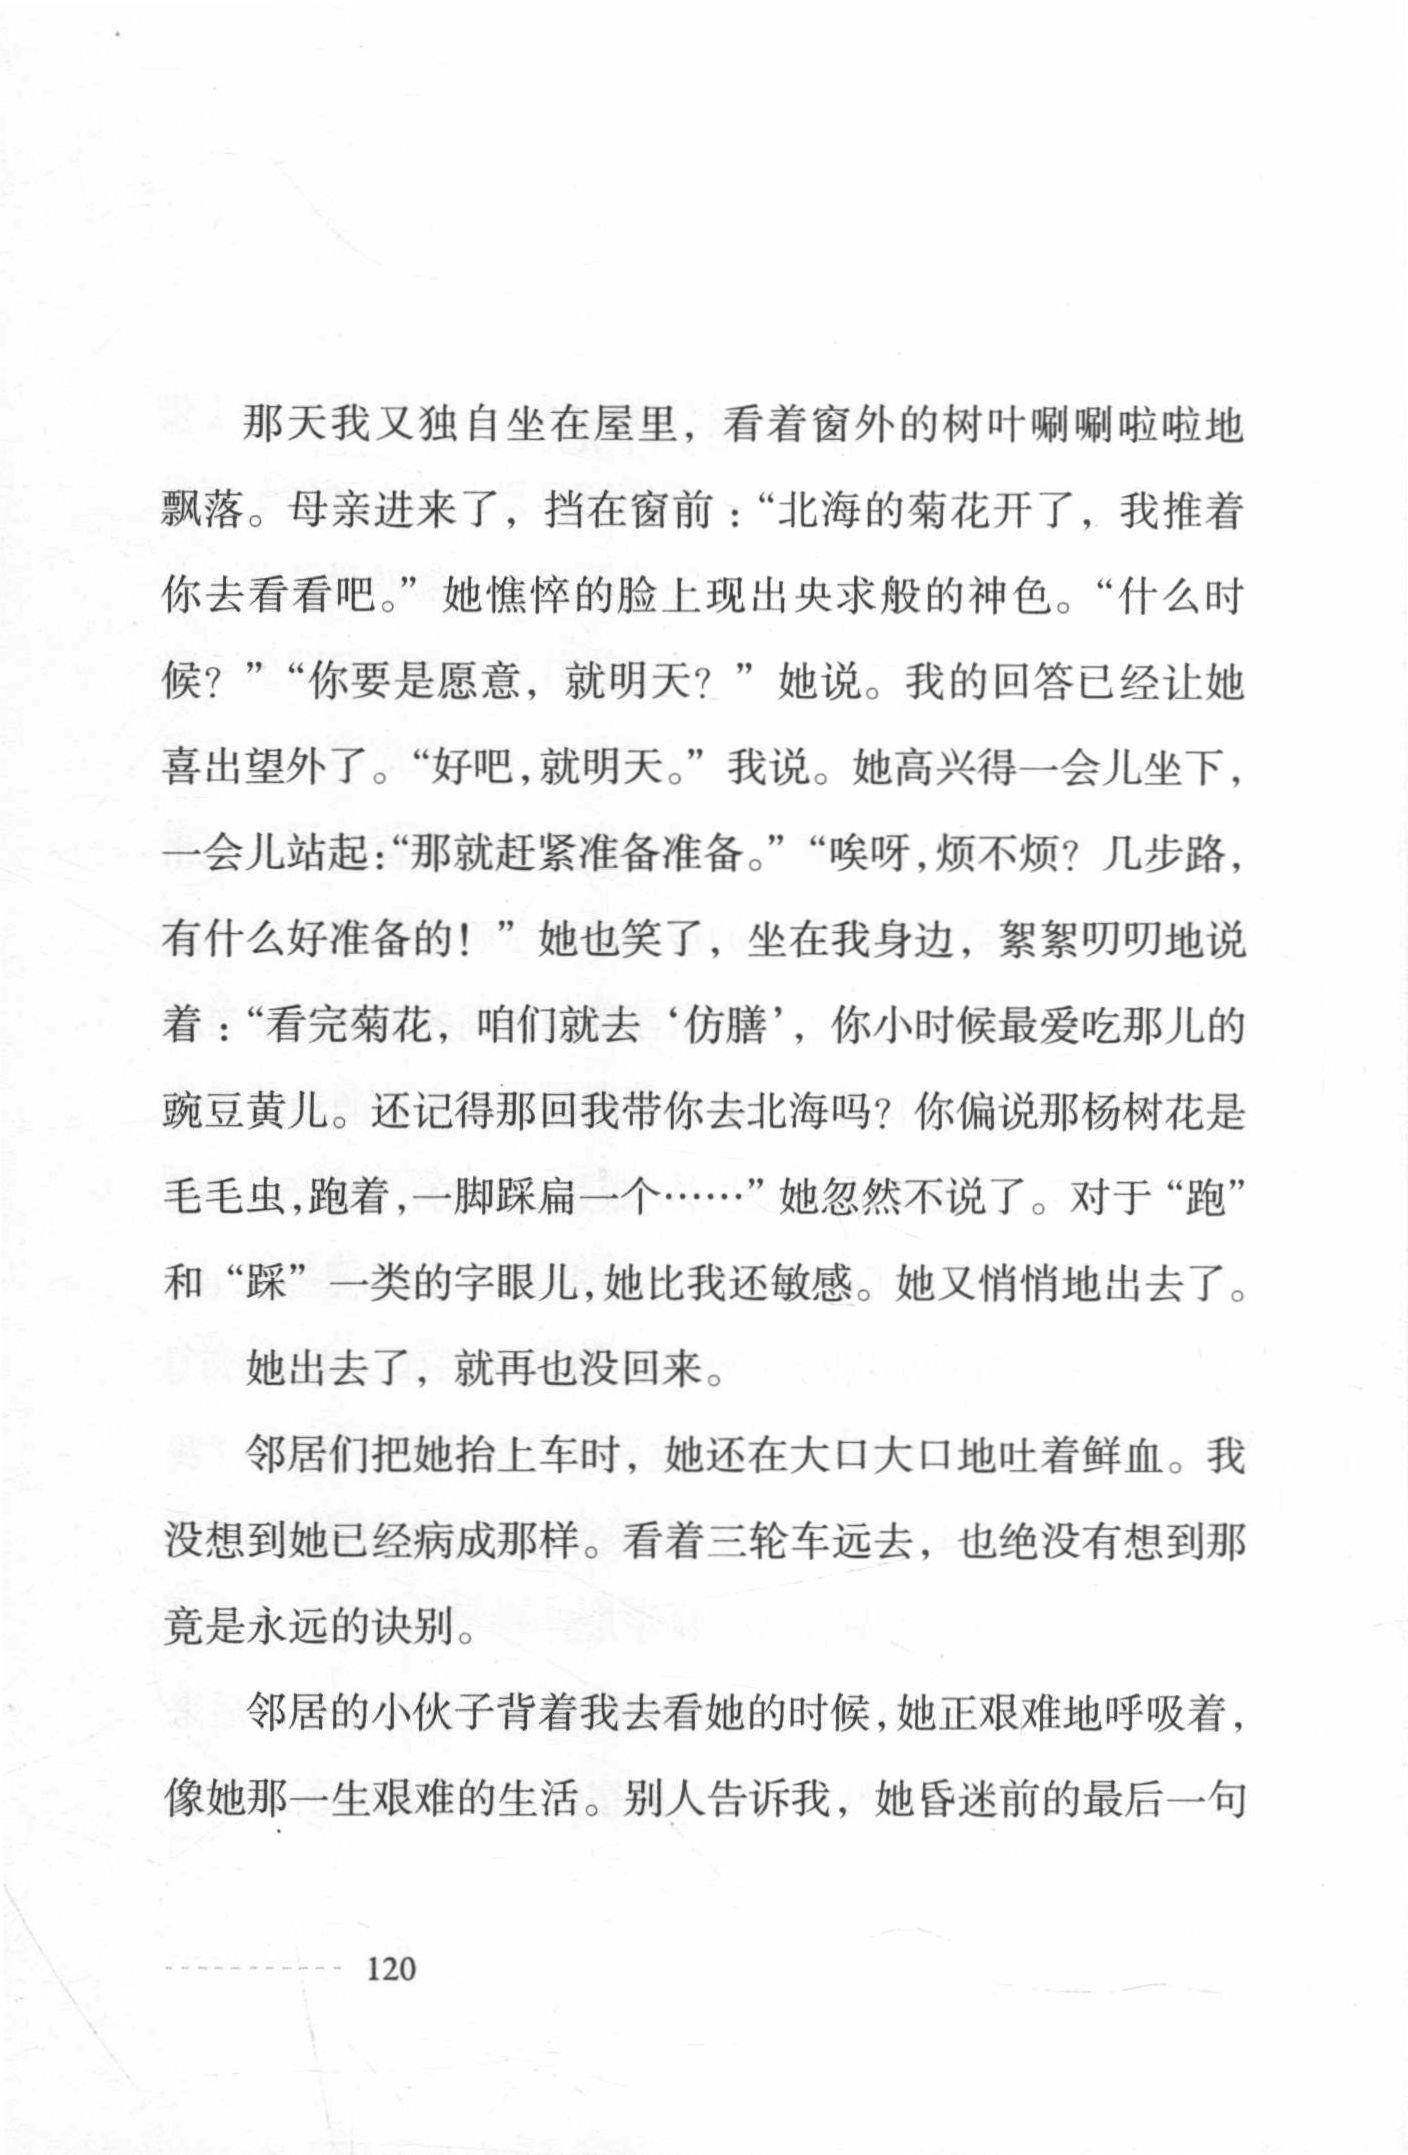 那天我又独自坐在屋里，看着窗外的树叶唰唰啦啦地
飘落。母亲进来了，挡在窗前：“北海的菊花开了，我推着
你去看看吧。”她憔悴的脸上现出央求般的神色。“什么时
候？”“你要是愿意，就明天？”她说。我的回答已经让她
喜出望外了。“好吧，就明天。”我说。她高兴得一会儿坐下，
一会儿站起：“那就赶紧准备准备。”“唉呀，烦不烦？几步路，
有什么好准备的！”她也笑了，坐在我身边，絮絮叨叨地说
着：“看完菊花，咱们就去‘仿膳’，你小时候最爱吃那儿的
豌豆黄儿。还记得那回我带你去北海吗？你偏说那杨树花是
毛毛虫，跑着，一脚踩扁一个……”她忽然不说了。对于“跑”
和“踩”一类的字眼儿，她比我还敏感。她又悄悄地出去了。
她出去了，就再也没回来。
邻居们把她抬上车时，她还在大口大口地吐着鲜血。我
没想到她已经病成那样。看着三轮车远去，也绝没有想到那
竟是永远的诀别。
邻居的小伙子背着我去看她的时候，她正艰难地呼吸着，
像她那一生艰难的生活。别人告诉我，她昏迷前的最后一句
120